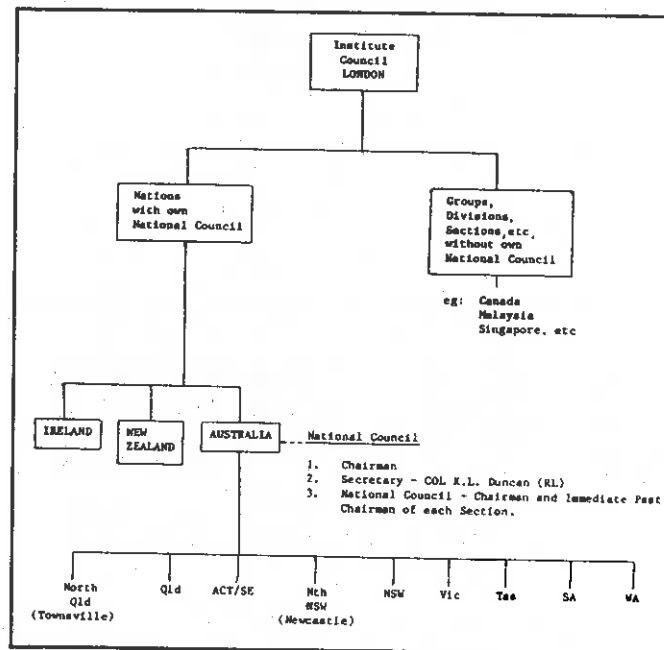 Institute
Council
LONDON
Nations
with own
National Council
Groups,
Divisions,
Sections,etc,
without own
National Council
eg: Canada
Malaysia
Singapore, etc
IRELAND
NEW
ZEALAND
AUSTRALIA
National Council
1. Chairman
2. Secretary - COL K.L. Duncan (RL)
3. National Council - Chairman and Immediate Past
Chairman of each Section.
North
Qld
(Townsville)
Qld
ACT/SE
Nth
NSW
(Newcastle)
NSW
Vic
Tas
SA
WA